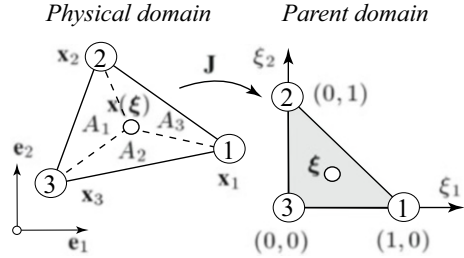 Physical domain
Parent domain
x₂
2
J
ξ₂
x(ξ)
2
(0, 1)
A₁
A₃
A₂
1
ξ
e₂
3
x₁
x₃
3
1
ξ₁
e₁
(0, 0)
(1, 0)